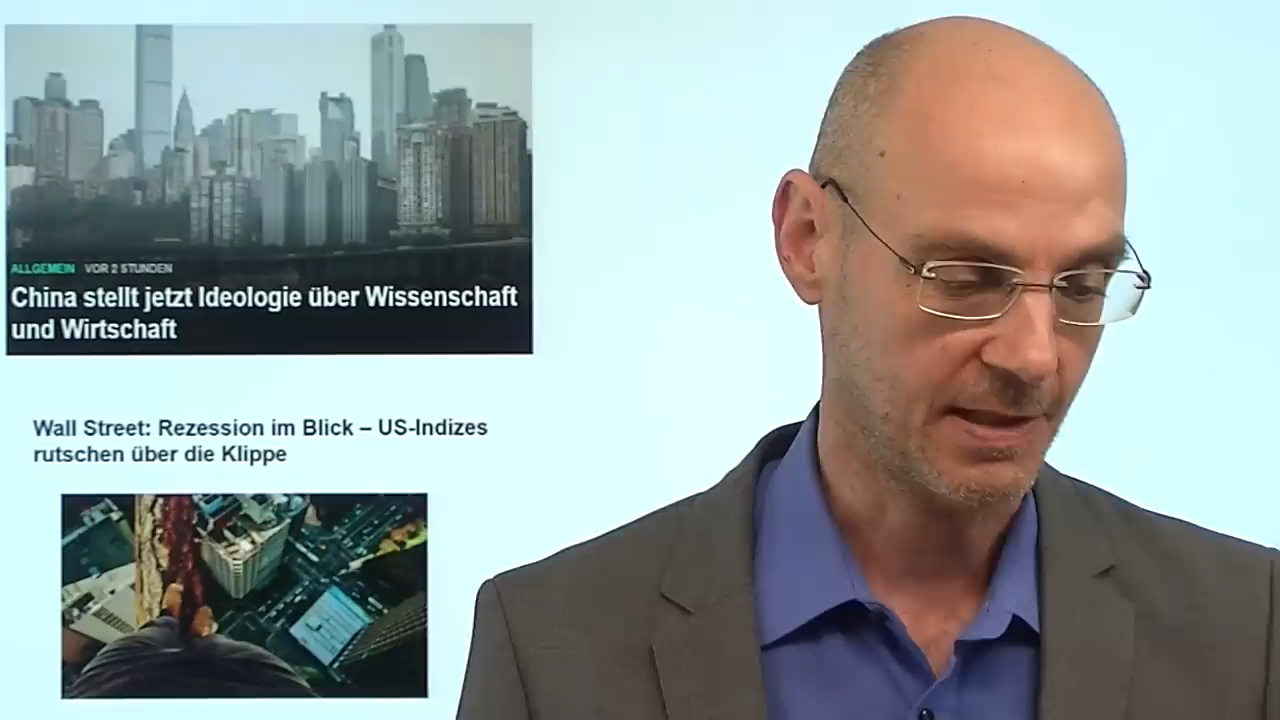 ALLGEMEIN VOR 2 STUNDEN
China stellt jetzt Ideologie über Wissenschaft
und Wirtschaft
Wall Street: Rezession im Blick – US-Indizes
rutschen über die Klippe